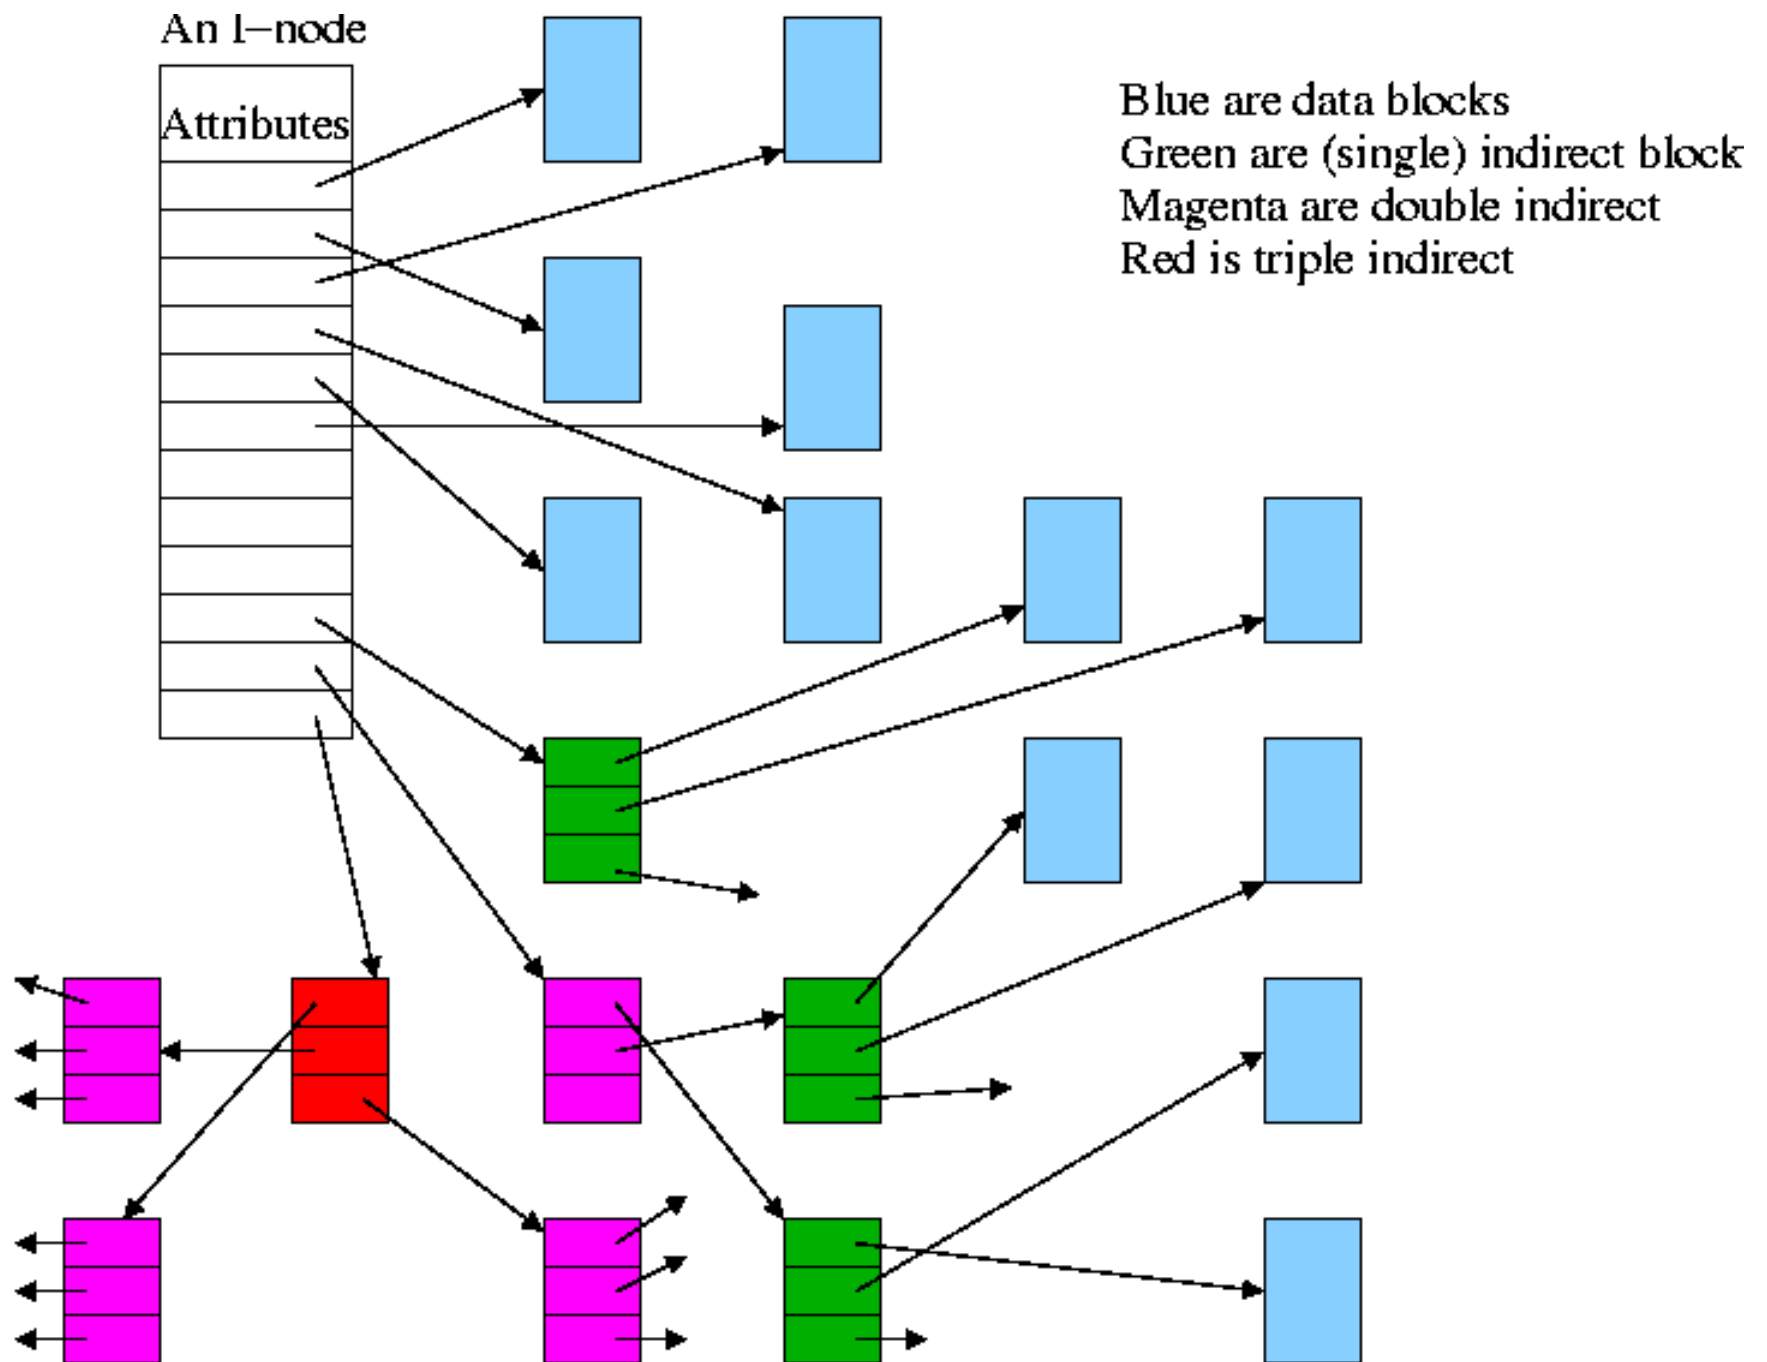 An I-node
Attributes
Blue are data blocks
Green are (single) indirect block
Magenta are double indirect
Red is triple indirect